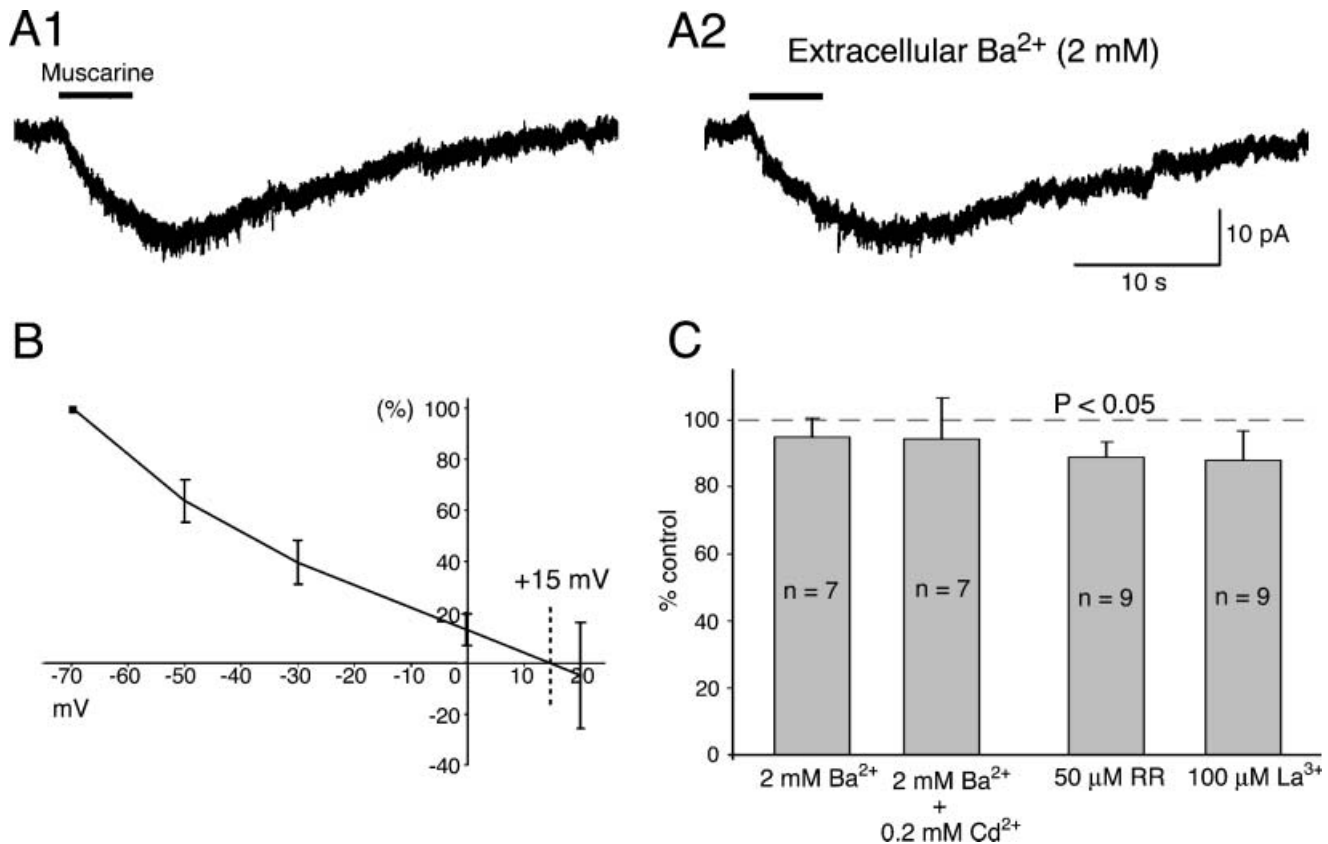 A1
Muscarine
A2
Extracellular Ba²⁺ (2 mM)
10 pA
10 s
B
(%)
100
80
60
40
20
-20
-40
+15 mV
-70 -60 -50 -40 -30 -20 -10 0 10 20
mV
C
P < 0.05
% control
100
80
60
40
20
0
n = 7
n = 7
n = 9
n = 9
2 mM Ba²⁺
2 mM Ba²⁺
+
0.2 mM Cd²⁺
50 μM RR
100 μM La³⁺